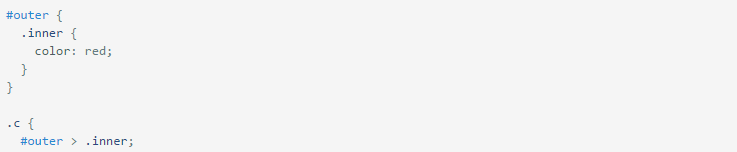 #outer {
  .inner {
    color: red;
  }
}

.c {
  #outer > .inner;